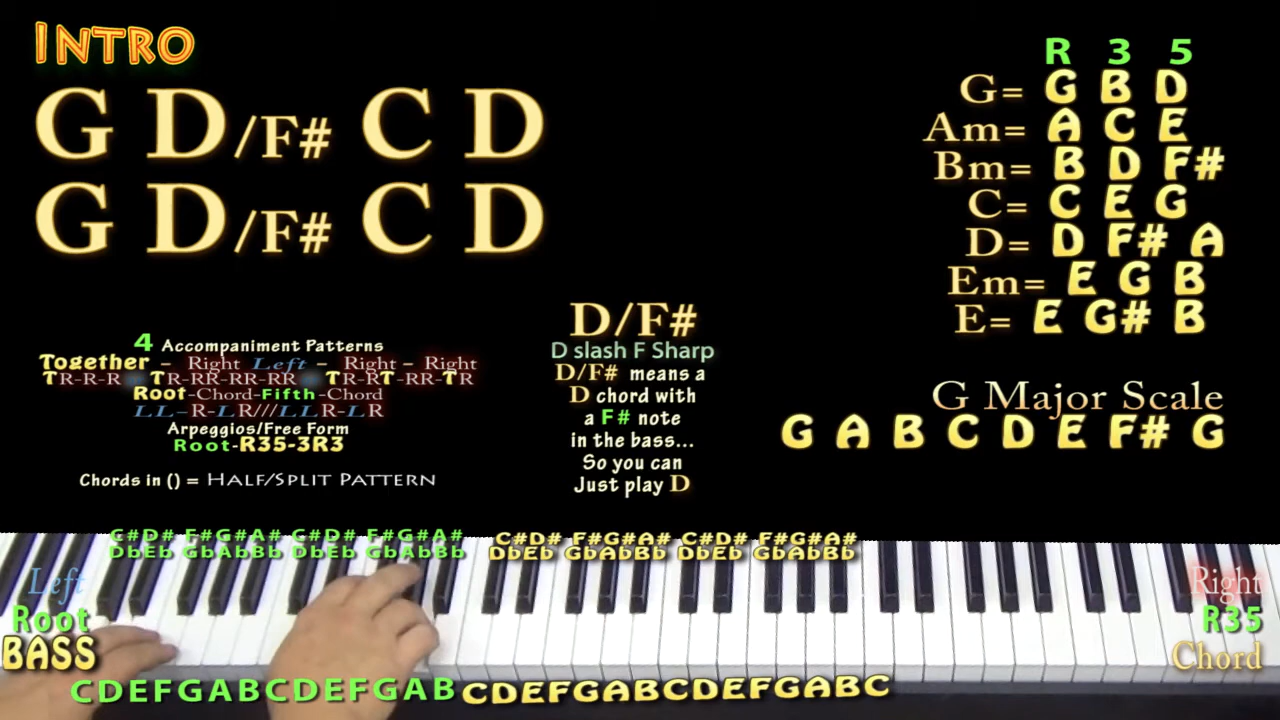 INTRO
G D/F# C D
G D/F# C D
R 3 5
G= G B D
Am= A C E
Bm= B D F#
C= C E G
D= D F# A
Em= E G B
E= E G# B
4 Accompaniment Patterns
Together – Right Left – Right – Right
TR-R-R TR-RR-RR-RR TR-RT-RR-TR
Root-Chord-Fifth-Chord
LL-R-LR///LLR-LR
Arpeggios/Free Form
Root-R35-3R3
Chords in () = HALF/SPLIT PATTERN
D/F#
D slash F Sharp
D/F# means a
D chord with
a F# note
in the bass...
So you can
Just play D
G Major Scale
G A B C D E F# G
C#D# F#G#A# C#D# F#G#A# C#D# F#G#A# C#D# F#G#A#
DbEb GbAbBb DbEb GbAbBb DbEb GbAbBb DbEb GbAbBb
Left
Root
BASS
Right
R35
Chord
CDEFGABCDEFGAB CDEFGABCDEFGABC